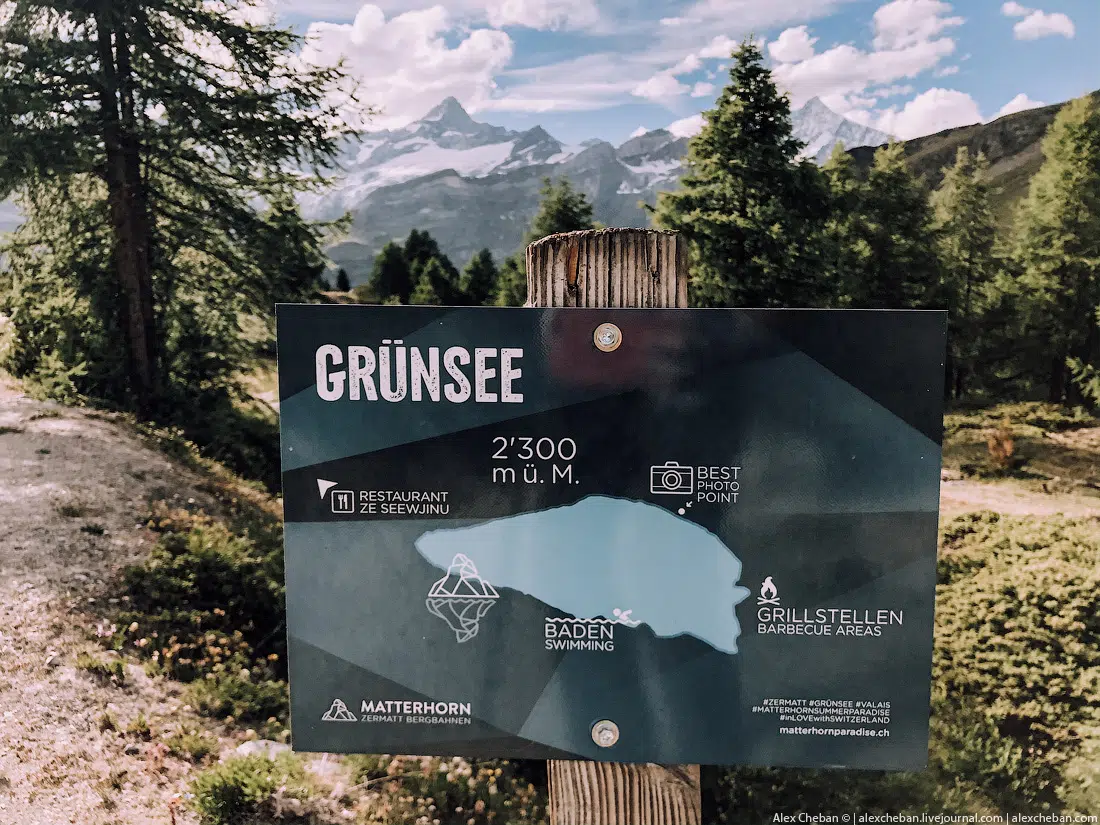 GRÜNSEE
2’300
m ü. M.
BEST
PHOTO
POINT
RESTAURANT
ZE SEEWJINU
BADEN
SWIMMING
GRILLSTELLEN
BARBECUE AREAS
MATTERHORN
ZERMATT BERGBAHNEN
#ZERMATT #GRÜNSEE #VALAIS
#MATTERHORNSUMMERPARADISE
#inLOVEwithSWITZERLAND
matterhornparadise.ch
Alex Cheban © | alexcheban.livejournal.com | alexcheban.com